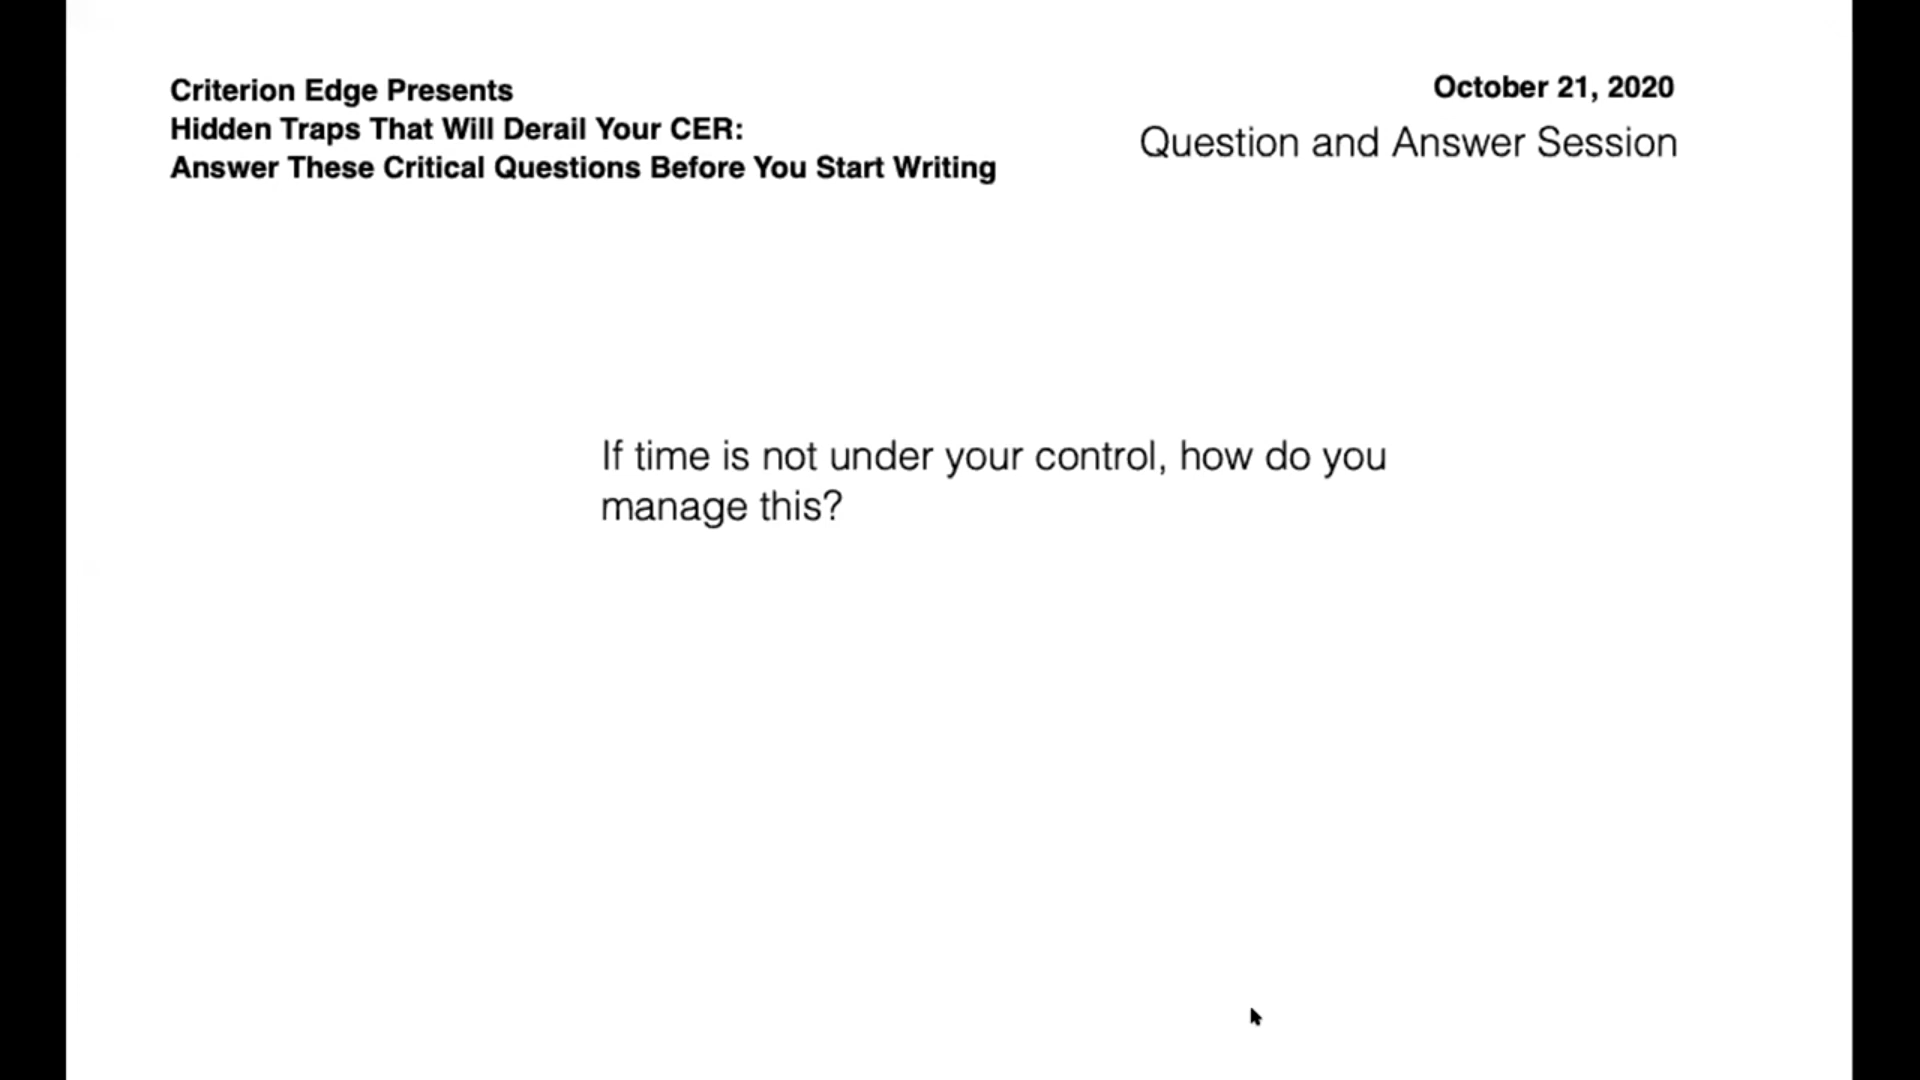 Criterion Edge Presents
Hidden Traps That Will Derail Your CER:
Answer These Critical Questions Before You Start Writing
October 21, 2020
Question and Answer Session
If time is not under your control, how do you
manage this?